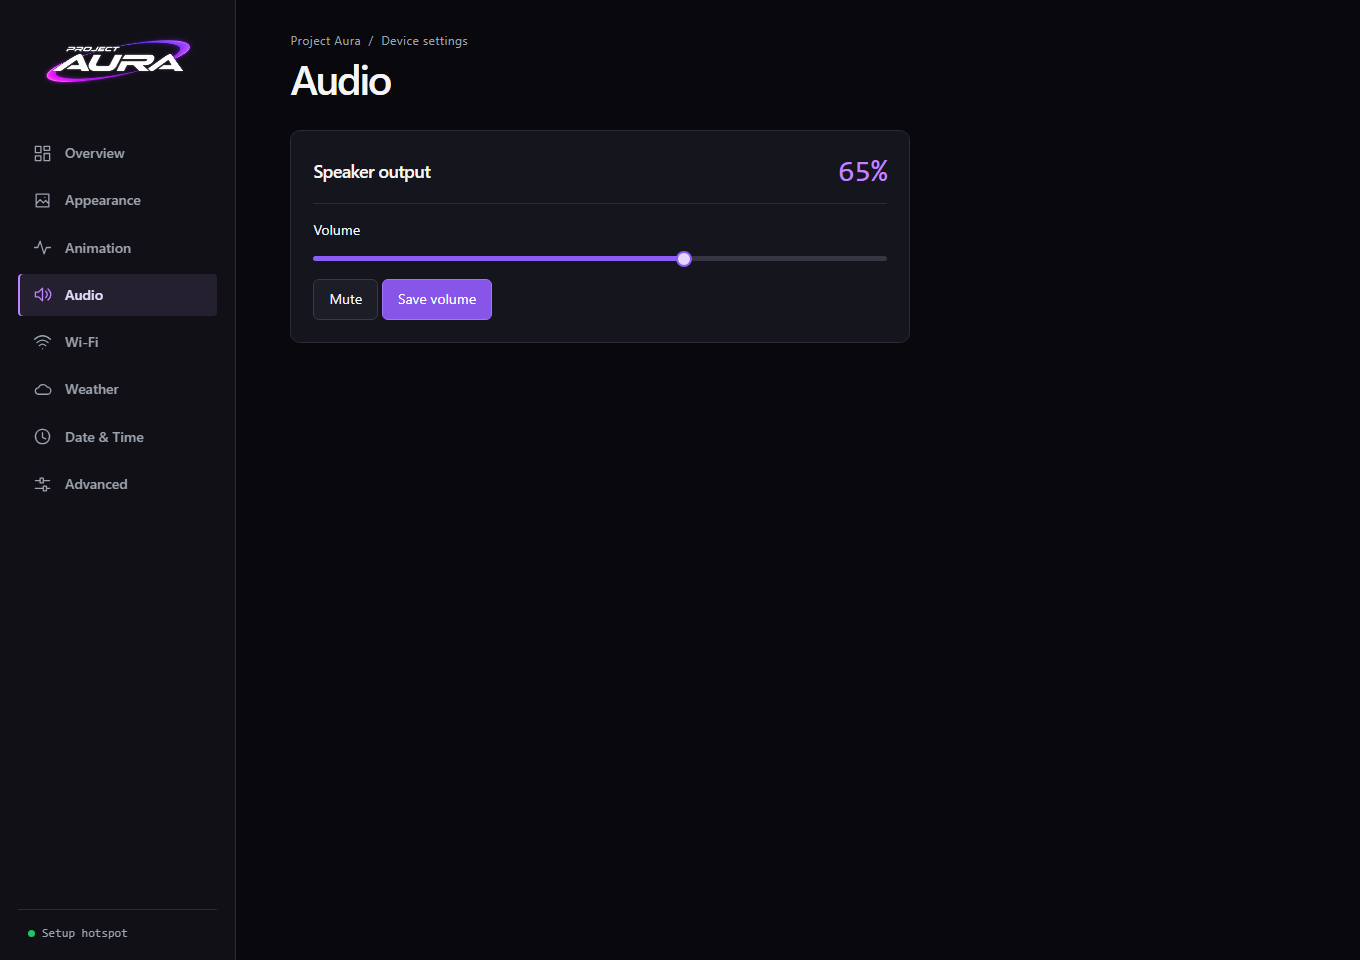 PROJECT
AURA
Overview
Appearance
Animation
Audio
Wi-Fi
Weather
Date & Time
Advanced
Setup hotspot
Project Aura / Device settings
Audio
Speaker output 65%
Volume
Mute Save volume